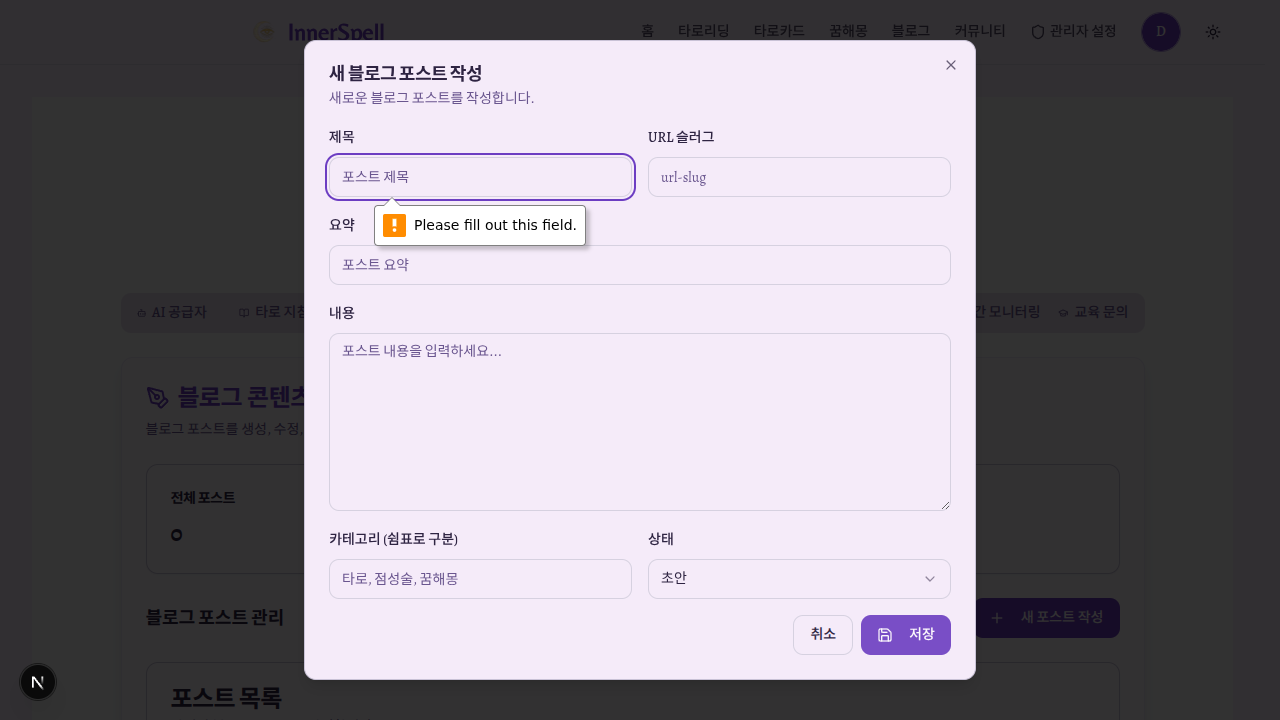 InnerSpell
홈 타로리딩 타로카드 꿈해몽 블로그 커뮤니티 관리자 설정 D
새 블로그 포스트 작성
새로운 블로그 포스트를 작성합니다.
제목 URL 슬러그
포스트 제목 url-slug
Please fill out this field.
요약
포스트 요약
AI 공급자 타로 지침 모니터링 교육 문의
내용
포스트 내용을 입력하세요...
블로그 콘텐츠
블로그 포스트를 생성, 수정,
전체 포스트
0
카테고리 (쉼표로 구분) 상태
타로, 점성술, 꿈해몽 초안
블로그 포스트 관리 새 포스트 작성
취소 저장
N
포스트 목록